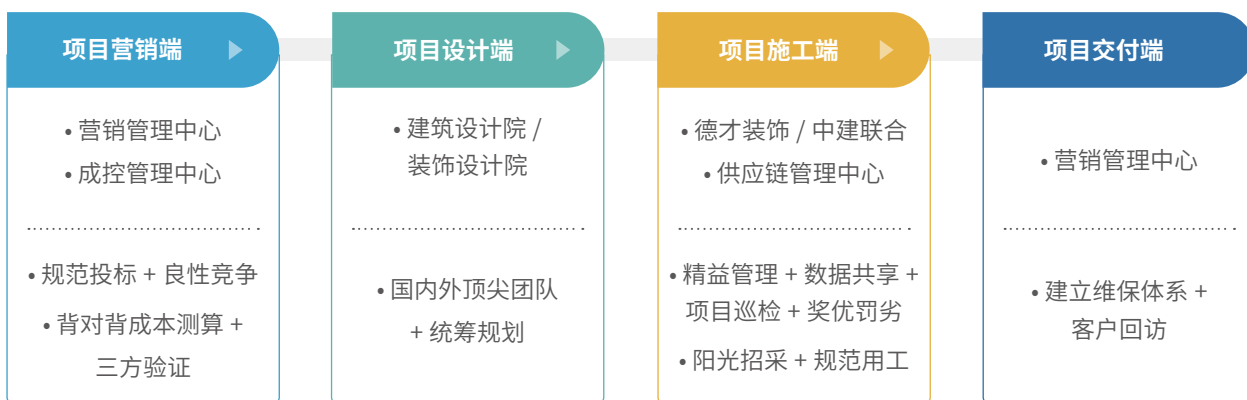 项目营销端
• 营销管理中心
• 成控管理中心
• 规范投标 + 良性竞争
• 背对背成本测算 +
三方验证
项目设计端
• 建筑设计院 /
装饰设计院
• 国内外顶尖团队
+ 统筹规划
项目施工端
• 德才装饰 / 中建联合
• 供应链管理中心
• 精益管理 + 数据共享 +
项目巡检 + 奖优罚劣
• 阳光招采 + 规范用工
项目交付端
• 营销管理中心
• 建立维保体系 +
客户回访